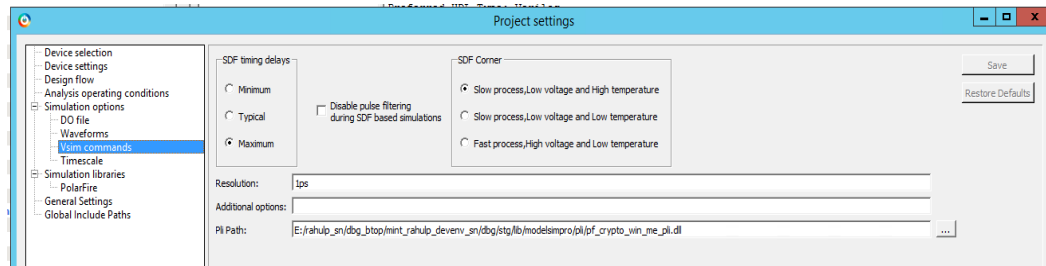 Preferred HDL Type: Verilog
Project settings
x
Device selection
Device settings
Design flow
Analysis operating conditions
Simulation options
DO file
Waveforms
Vsim commands
Timescale
Simulation libraries
PolarFire
General Settings
Global Include Paths
SDF timing delays
Minimum
Typical
Maximum
Disable pulse filtering
during SDF based simulations
SDF Corner
Slow process,Low voltage and High temperature
Slow process,Low voltage and Low temperature
Fast process,High voltage and Low temperature
Save
Restore Defaults
Resolution: 1ps
Additional options:
Pli Path: E:/rahulp_sn/dbg_btop/mint_rahulp_devenv_sn/dbg/stg/lib/modelsimpro/pli/pf_crypto_win_me_pli.dll
...